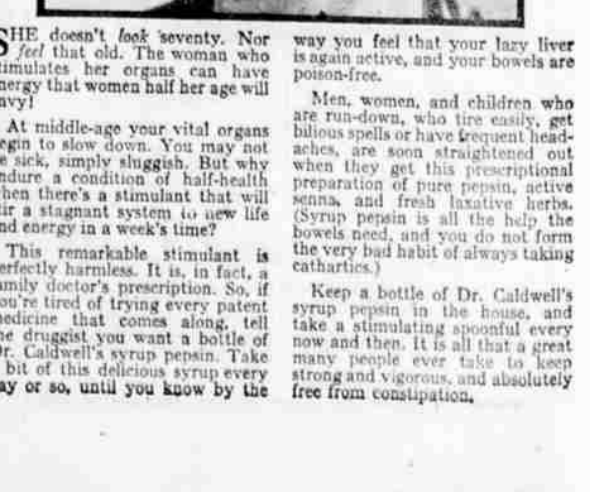 SHE doesn't look seventy. Nor
feel that old. The woman who
timulates her organs can have
nergy that women half her age will
nvy!
At middle-age your vital organs
egin to slow down. You may not
e sick, simply sluggish. But why
ndure a condition of half-health
hen there's a stimulant that will
ir a stagnant system to new life
nd energy in a week's time?
This remarkable stimulant is
erfectly harmless. It is, in fact, a
amily doctor's prescription. So, if
ou're tired of trying every patent
edicine that comes along, tell
he druggist you want a bottle of
r. Caldwell's syrup pepsin. Take
bit of this delicious syrup every
ay or so, until you know by the
way you feel that your lazy liver
is again active, and your bowels are
poison-free.
Men, women, and children who
are run-down, who tire easily, get
bilious spells or have frequent head-
aches, are soon straightened out
when they get this prescriptional
preparation of pure pepsin, active
senna, and fresh laxative herbs.
(Syrup pepsin is all the help the
bowels need, and you do not form
the very bad habit of always taking
cathartics.)
Keep a bottle of Dr. Caldwell's
syrup pepsin in the house, and
take a stimulating spoonful every
now and then. It is all that a great
many people ever take to keep
strong and vigorous, and absolutely
free from constipation.